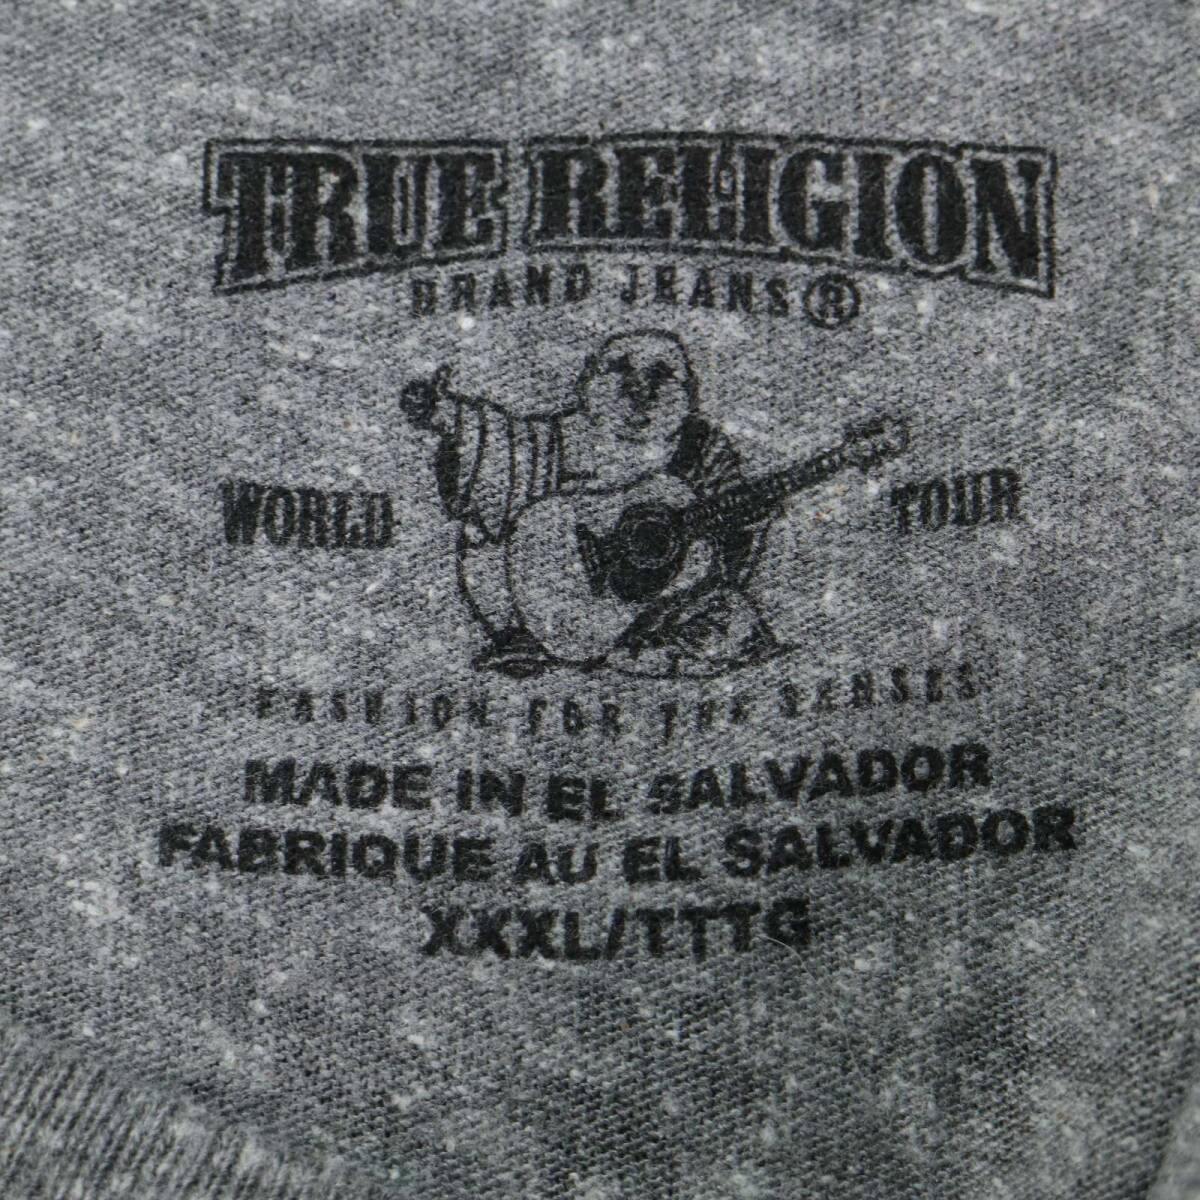 TRUE RELIGION
BRAND JEANS®
WORLD TOUR
FASHION FOR THE SENSES
MADE IN EL SALVADOR
FABRIQUE AU EL SALVADOR
XXXL/TTTG